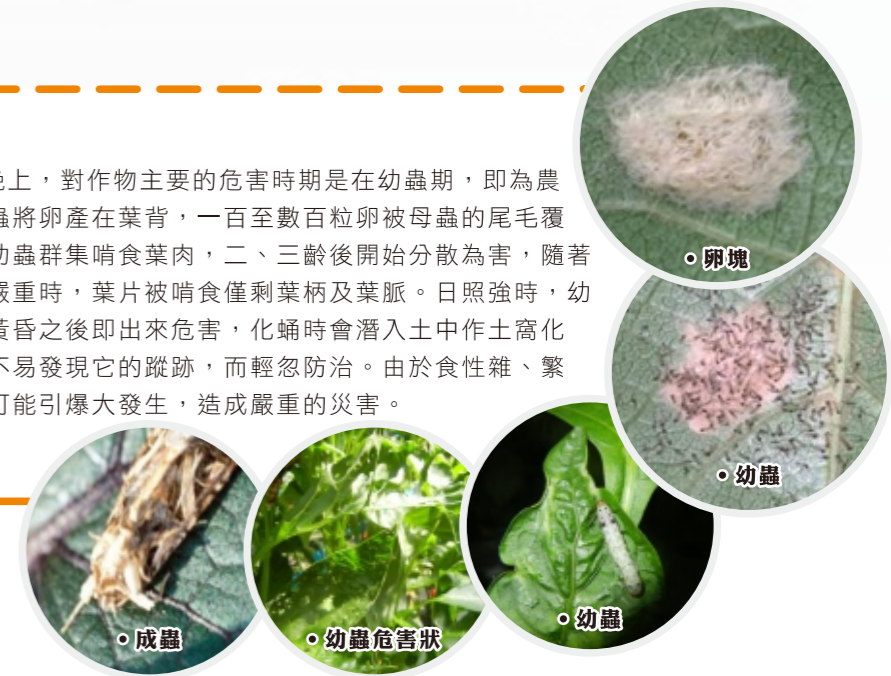 上，對作物主要的危害時期是在幼蟲期，即為農
蟲將卵產在葉背，一百至數百粒卵被母蟲的尾毛覆
幼蟲群集啃食葉肉，二、三齡後開始分散為害，隨著
嚴重時，葉片被啃食僅剩葉柄及葉脈。日照強時，幼
黃昏之後即出來危害，化蛹時會潛入土中作土窩化
不易發現它的蹤跡，而輕忽防治。由於食性雜、繁
可能引爆大發生，造成嚴重的災害。
•卵塊
•幼蟲
•幼蟲
•幼蟲危害狀
•成蟲